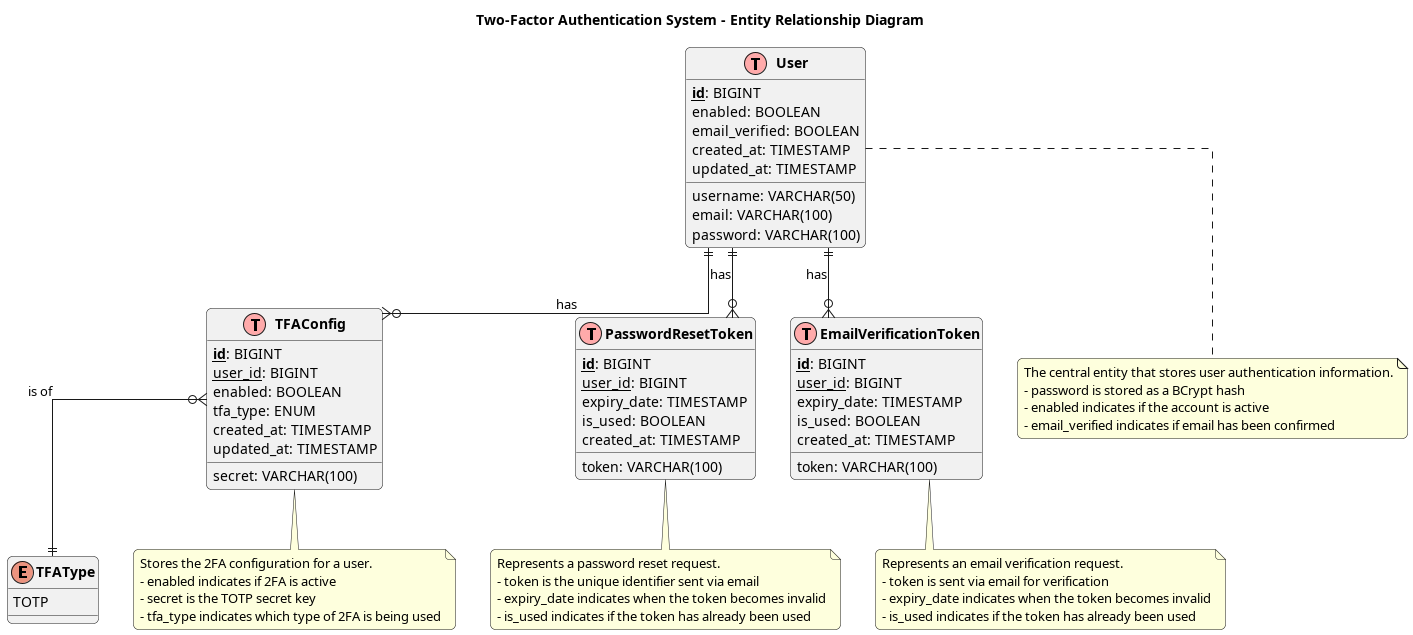 Two-Factor Authentication System - Entity Relationship Diagram
T User
id: BIGINT
enabled: BOOLEAN
email_verified: BOOLEAN
created_at: TIMESTAMP
updated_at: TIMESTAMP
username: VARCHAR(50)
email: VARCHAR(100)
password: VARCHAR(100)
has
has
has
T TFAConfig
id: BIGINT
user_id: BIGINT
enabled: BOOLEAN
tfa_type: ENUM
created_at: TIMESTAMP
updated_at: TIMESTAMP
secret: VARCHAR(100)
T PasswordResetToken
id: BIGINT
user_id: BIGINT
expiry_date: TIMESTAMP
is_used: BOOLEAN
created_at: TIMESTAMP
token: VARCHAR(100)
T EmailVerificationToken
id: BIGINT
user_id: BIGINT
expiry_date: TIMESTAMP
is_used: BOOLEAN
created_at: TIMESTAMP
token: VARCHAR(100)
The central entity that stores user authentication information.
- password is stored as a BCrypt hash
- enabled indicates if the account is active
- email_verified indicates if email has been confirmed
is of
E TFAType
TOTP
Stores the 2FA configuration for a user.
- enabled indicates if 2FA is active
- secret is the TOTP secret key
- tfa_type indicates which type of 2FA is being used
Represents a password reset request.
- token is the unique identifier sent via email
- expiry_date indicates when the token becomes invalid
- is_used indicates if the token has already been used
Represents an email verification request.
- token is sent via email for verification
- expiry_date indicates when the token becomes invalid
- is_used indicates if the token has already been used